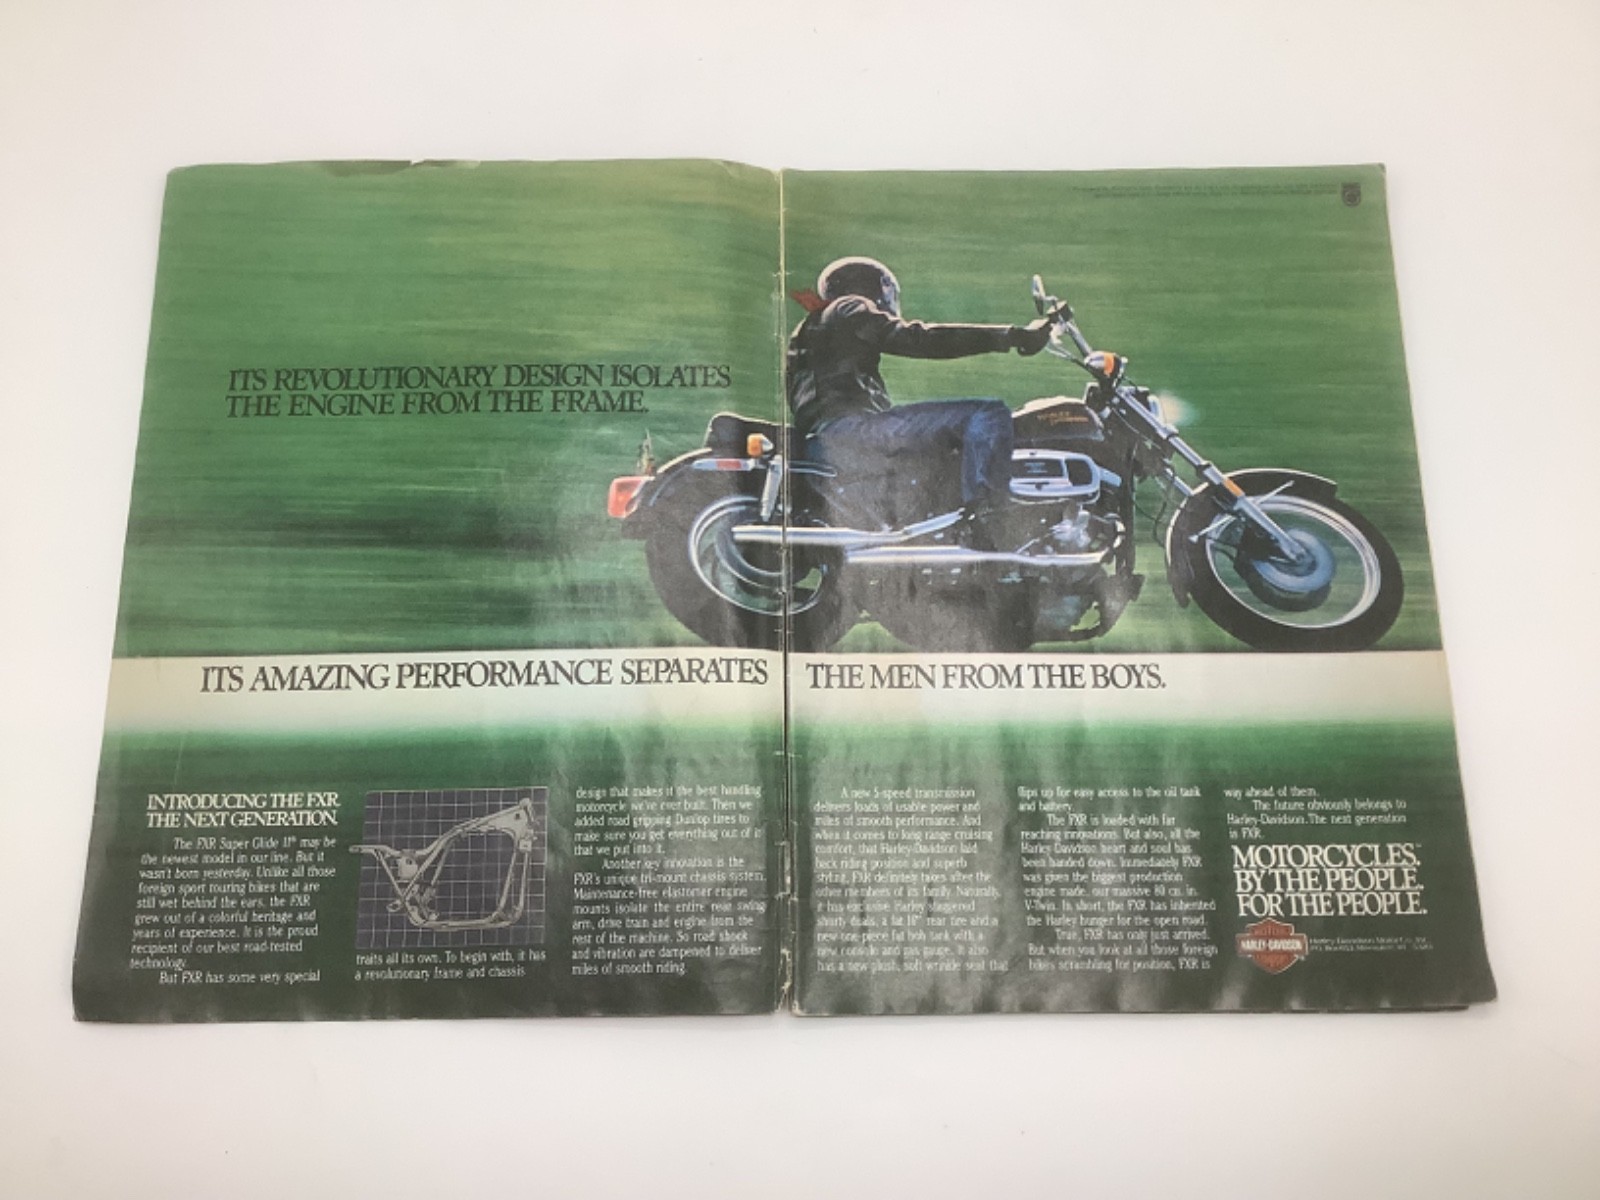 ITS REVOLUTIONARY DESIGN ISOLATES
THE ENGINE FROM THE FRAME.
HARLEY
DAVIDSON
ITS AMAZING PERFORMANCE SEPARATES THE MEN FROM THE BOYS.
INTRODUCING THE FXR.
THE NEXT GENERATION.
The FXR Super Glide II® may be
the newest model in our line. But it
wasn't born yesterday. Unlike all those
foreign sport touring bikes that are
still wet behind the ears, the FXR
grew out of a colorful heritage and
years of experience. It is the proud
recipient of our best road-tested
technology.
But FXR has some very special
traits all its own. To begin with, it has
a revolutionary frame and chassis
design that makes it the best handling
motorcycle we've ever built. Then we
added road gripping Dunlop tires to
make sure you get everything out of it
that we put into it.
Another key innovation is the
FXR's unique tri-mount chassis system.
Maintenance-free elastomer engine
mounts isolate the entire rear swing
arm, drive train and engine from the
rest of the machine. So road shock
and vibration are dampened to deliver
miles of smooth riding.
A new 5-speed transmission
delivers loads of usable power and
miles of smooth performance. And
when it comes to long range cruising
comfort, that Harley-Davidson laid
back riding position and superb
styling, FXR definitely takes after the
other members of its family. Naturally,
it has exclusive Harley staggered
shorty duals, a fat 16" rear tire and a
new one-piece fat bob tank with a
new console and gas gauge. It also
has a new plush, soft wrinkle seat that
flips up for easy access to the oil tank
and battery.
The FXR is loaded with far
reaching innovations. But also, all the
Harley Davidson heart and soul has
been handed down. Immediately FXR
was given the biggest production
engine made, our massive 80 cu. in.
V-Twin. In short, the FXR has inherited
the Harley hunger for the open road.
True, FXR has only just arrived.
But when you look at all those foreign
bikes scrambling for position, FXR is
way ahead of them.
The future obviously belongs to
Harley-Davidson. The next generation
is FXR.
MOTORCYCLES.™
BY THE PEOPLE.
FOR THE PEOPLE.
MOTOR
HARLEY-DAVIDSON
Harley-Davidson Motor Co., Inc.